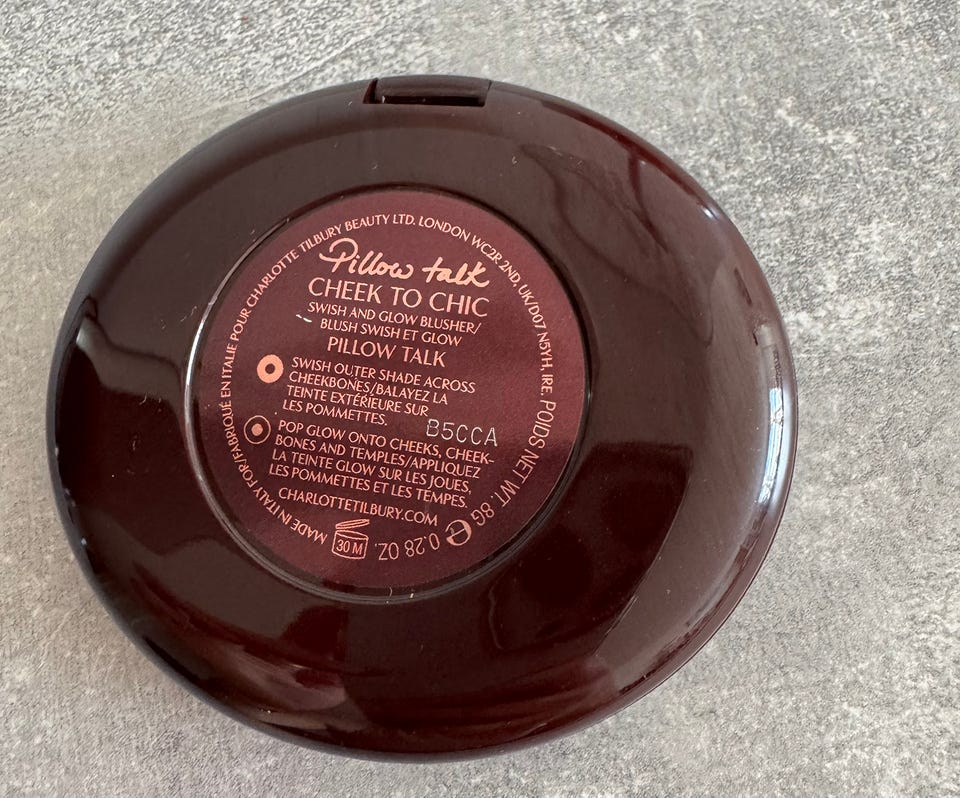 MADE IN ITALY FOR/FABRIQUÉ EN ITALIE POUR CHARLOTTE TILBURY BEAUTY LTD. LONDON WC2R 2ND, UK/D07 N5YH, IRE. POIDS NET WT. 8G e 0.28 OZ.
Pillow talk
CHEEK TO CHIC
SWISH AND GLOW BLUSHER/
BLUSH SWISH ET GLOW
PILLOW TALK
SWISH OUTER SHADE ACROSS
CHEEKBONES/BALAYEZ LA
TEINTE EXTÉRIEURE SUR
LES POMMETTES.
B5CCA
POP GLOW ONTO CHEEKS, CHEEK-
BONES AND TEMPLES/APPLIQUEZ
LA TEINTE GLOW SUR LES JOUES,
LES POMMETTES ET LES TEMPES.
CHARLOTTETILBURY.COM
30 M